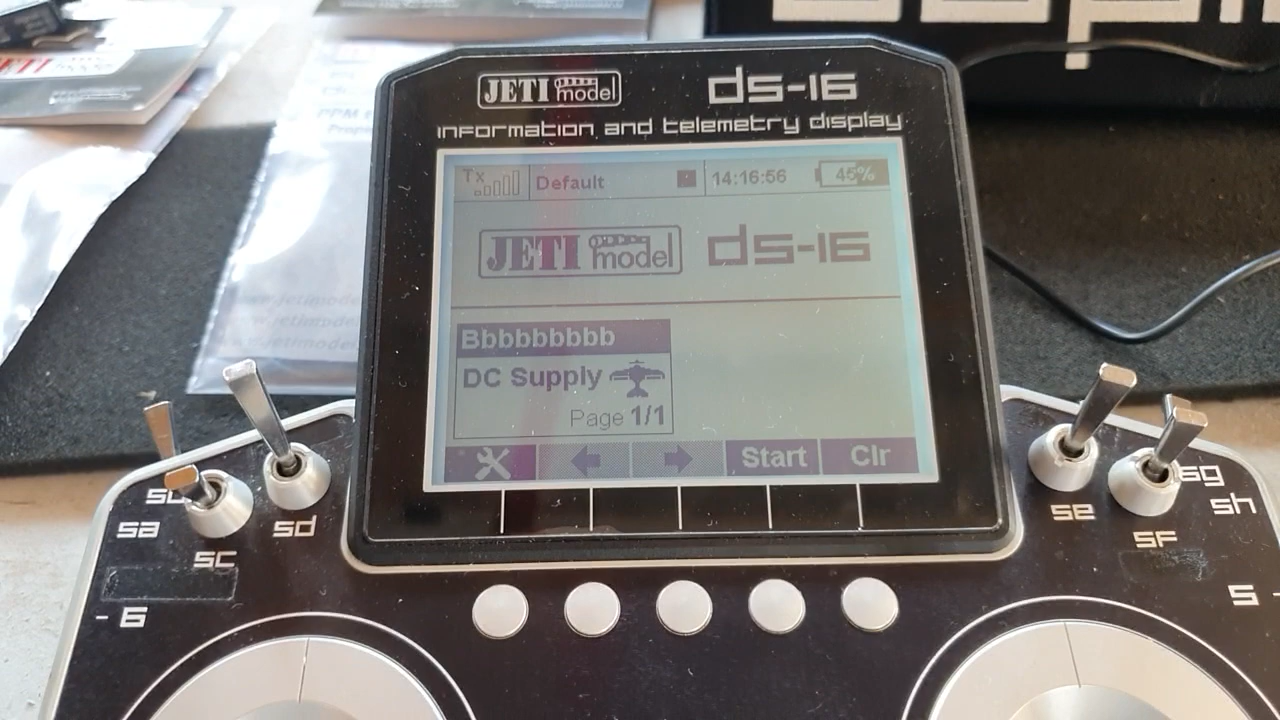 JETI
JETI model
ds-16
information and telemetry display
Tx
Default
14:16:56
45%
JETI model
ds-16
Bbbbbbbbb
DC Supply
Page 1/1
Start
Clr
sa
sc
sd
se
sf
sg
sh
- 6
5 -